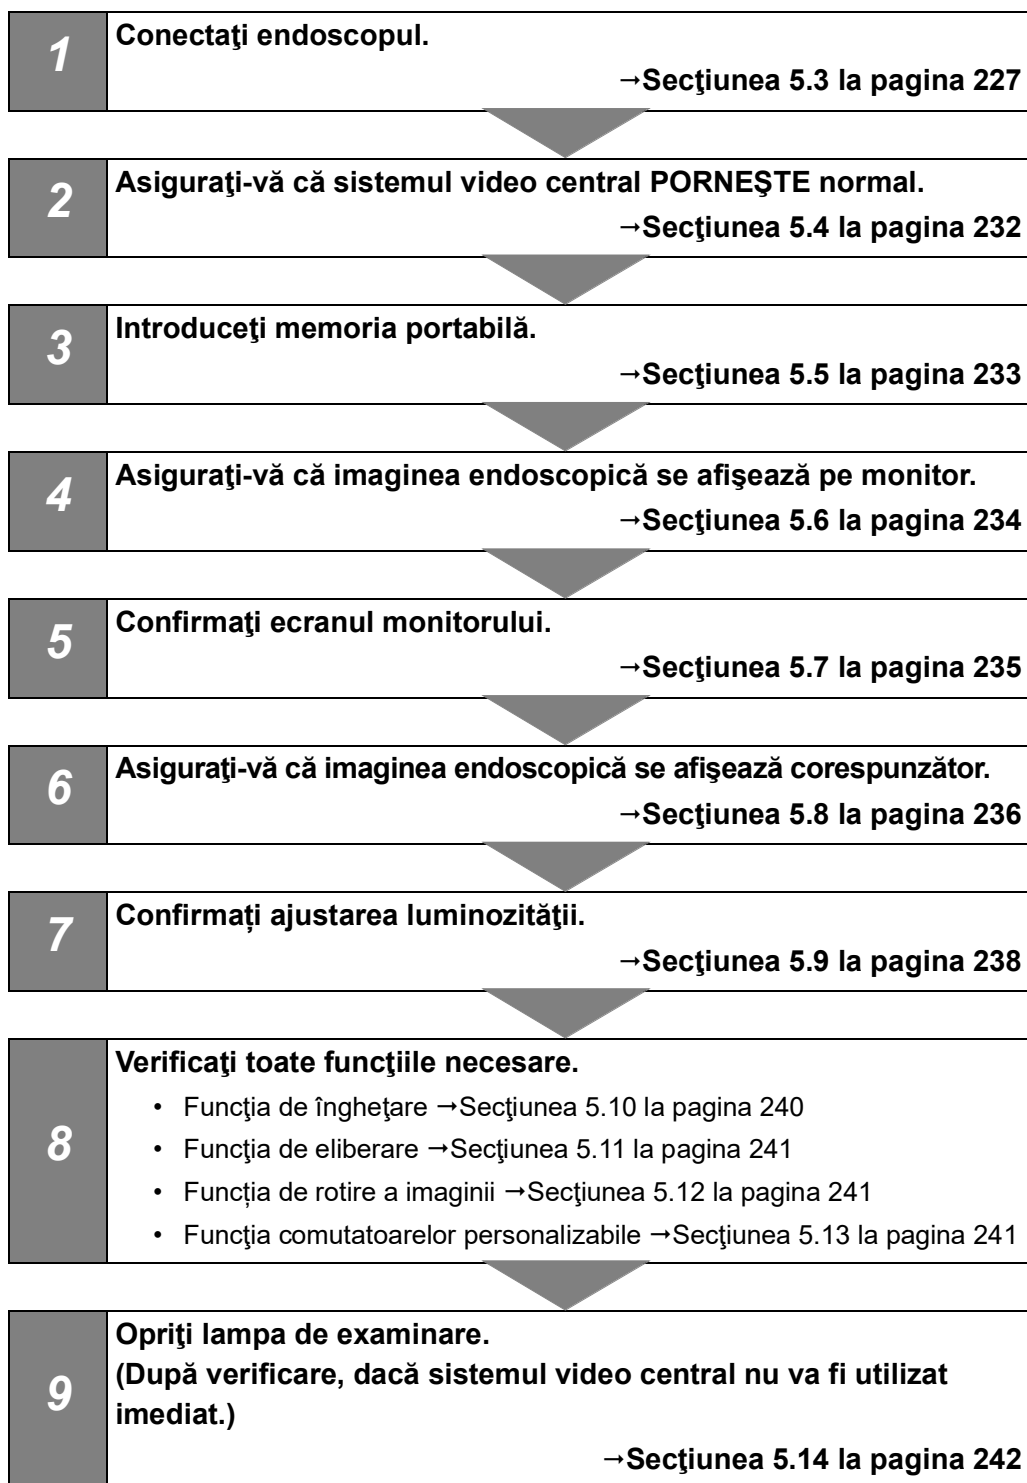 1
Conectaţi endoscopul.
→Secţiunea 5.3 la pagina 227
2
Asiguraţi-vă că sistemul video central PORNEŞTE normal.
→Secţiunea 5.4 la pagina 232
3
Introduceţi memoria portabilă.
→Secţiunea 5.5 la pagina 233
4
Asiguraţi-vă că imaginea endoscopică se afişează pe monitor.
→Secţiunea 5.6 la pagina 234
5
Confirmaţi ecranul monitorului.
→Secţiunea 5.7 la pagina 235
6
Asiguraţi-vă că imaginea endoscopică se afişează corespunzător.
→Secţiunea 5.8 la pagina 236
7
Confirmați ajustarea luminozităţii.
→Secţiunea 5.9 la pagina 238
8
Verificaţi toate funcţiile necesare.
• Funcţia de îngheţare →Secţiunea 5.10 la pagina 240
• Funcţia de eliberare →Secţiunea 5.11 la pagina 241
• Funcția de rotire a imaginii →Secţiunea 5.12 la pagina 241
• Funcţia comutatoarelor personalizabile →Secţiunea 5.13 la pagina 241
9
Opriţi lampa de examinare.
(După verificare, dacă sistemul video central nu va fi utilizat
imediat.)
→Secţiunea 5.14 la pagina 242